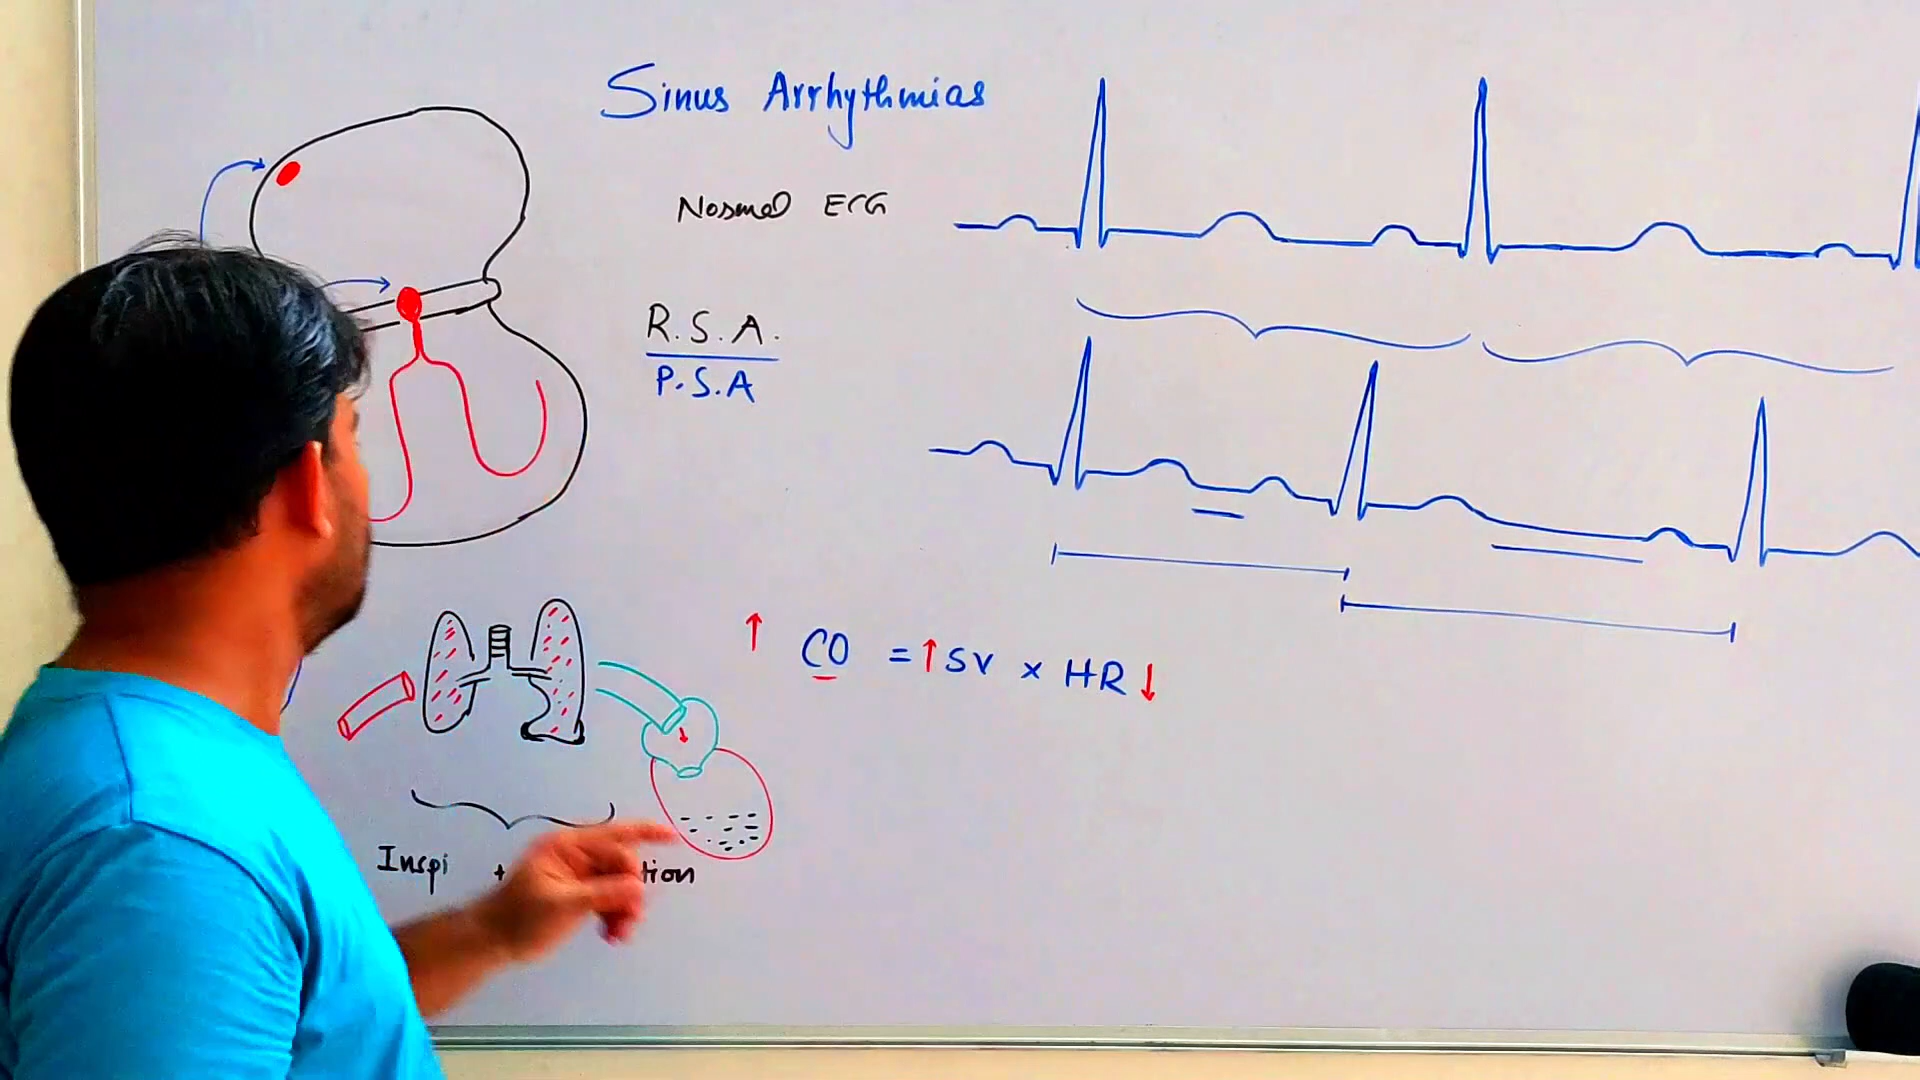 Sinus Arrhythmias
Normal ECG
R.S.A.
P.S.A
↑ CO = ↑ SV x HR ↓
Inspi + tion